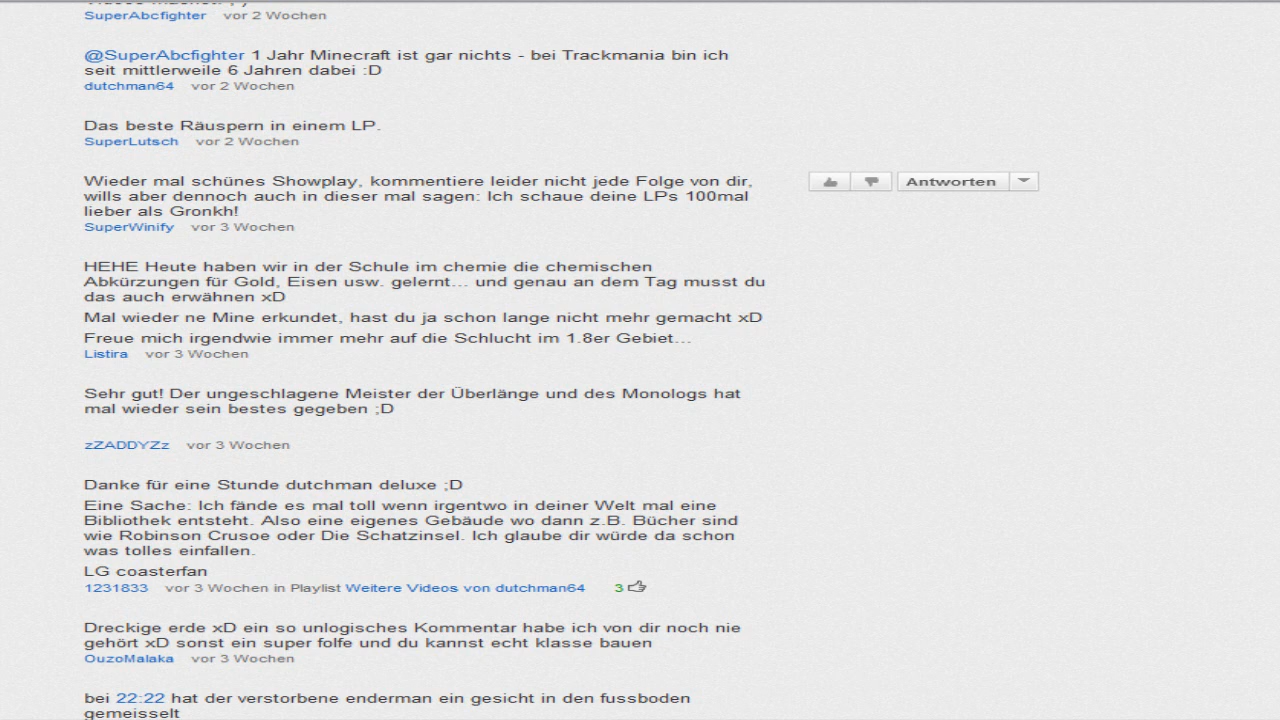 SuperAbcfighter vor 2 Wochen
@SuperAbcfighter 1 Jahr Minecraft ist gar nichts - bei Trackmania bin ich
seit mittlerweile 6 Jahren dabei :D
dutchman64 vor 2 Wochen
Das beste Räuspern in einem LP.
SuperLutsch vor 2 Wochen
Wieder mal schünes Showplay, kommentiere leider nicht jede Folge von dir,
wills aber dennoch auch in dieser mal sagen: Ich schaue deine LPs 100mal
lieber als Gronkh!
Antworten
SuperWinify vor 3 Wochen
HEHE Heute haben wir in der Schule im chemie die chemischen
Abkürzungen für Gold, Eisen usw. gelernt... und genau an dem Tag musst du
das auch erwähnen xD
Mal wieder ne Mine erkundet, hast du ja schon lange nicht mehr gemacht xD
Freue mich irgendwie immer mehr auf die Schlucht im 1.8er Gebiet...
Listira vor 3 Wochen
Sehr gut! Der ungeschlagene Meister der Überlänge und des Monologs hat
mal wieder sein bestes gegeben ;D
zZADDYZz vor 3 Wochen
Danke für eine Stunde dutchman deluxe ;D
Eine Sache: Ich fände es mal toll wenn irgentwo in deiner Welt mal eine
Bibliothek entsteht. Also eine eigenes Gebäude wo dann z.B. Bücher sind
wie Robinson Crusoe oder Die Schatzinsel. Ich glaube dir würde da schon
was tolles einfallen.
LG coasterfan
1231833 vor 3 Wochen in Playlist Weitere Videos von dutchman64 3
Dreckige erde xD ein so unlogisches Kommentar habe ich von dir noch nie
gehört xD sonst ein super folfe und du kannst echt klasse bauen
OuzoMalaka vor 3 Wochen
bei 22:22 hat der verstorbene enderman ein gesicht in den fussboden
gemeisselt